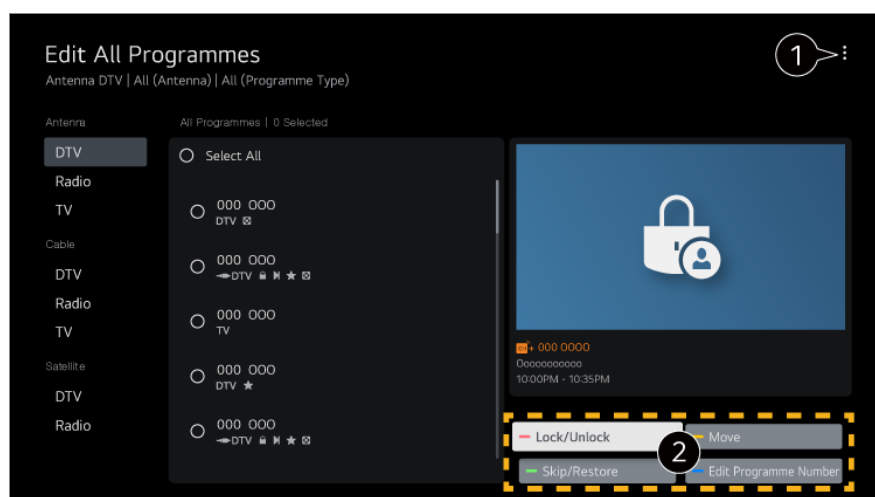 Edit All Programmes
Antenna DTV | All (Antenna) | All (Programme Type)
1
Antenna
DTV
Radio
TV
Cable
DTV
Radio
TV
Satellite
DTV
Radio
All Programmes | 0 Selected
Select All
000 000
DTV
000 000
DTV
000 000
TV
000 000
DTV
000 000
DTV
+ 000 0000
Ooooooooooo
10:00PM - 10:35PM
Lock/Unlock
Move
2
Skip/Restore
Edit Programme Number